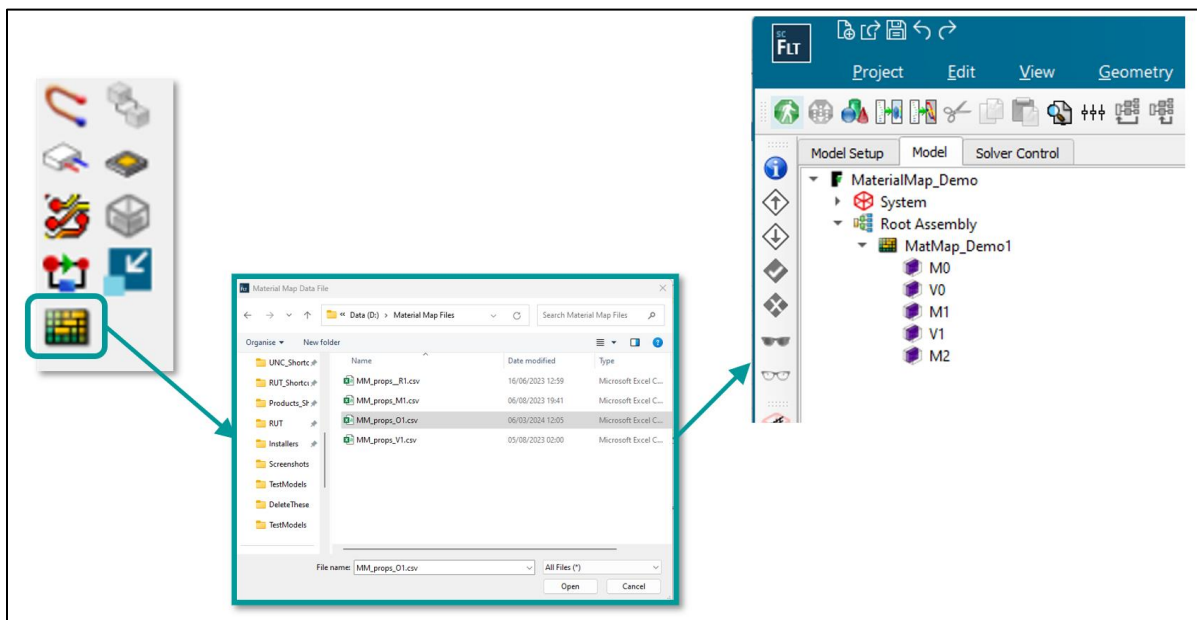 SC
FLT
Project Edit View Geometry
Model Setup Model Solver Control
MaterialMap_Demo
System
Root Assembly
MatMap_Demo1
M0
V0
M1
V1
M2
Material Map Data File
« Data (D:) › Material Map Files
Search Material Map Files
Organise New folder
Name Date modified Type
UNC_Shortc
RUT_Shortcu
Products_Sh
RUT
Installers
Screenshots
TestModels
DeleteThese
TestModels
MM_props__R1.csv 16/06/2023 12:59 Microsoft Excel C...
MM_props_M1.csv 06/08/2023 19:41 Microsoft Excel C...
MM_props_O1.csv 06/03/2024 12:05 Microsoft Excel C...
MM_props_V1.csv 05/08/2023 02:00 Microsoft Excel C...
File name: MM_props_O1.csv All Files (*)
Open Cancel